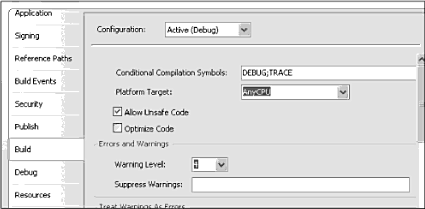 Application
Signing
Reference Paths
Build Events
Security
Publish
Build
Debug
Resources
Configuration: Active (Debug)
Conditional Compilation Symbols: DEBUG;TRACE
Platform Target: AnyCPU
Allow Unsafe Code
Optimize Code
Errors and Warnings
Warning Level: 4
Suppress Warnings:
Treat Warnings As Errors